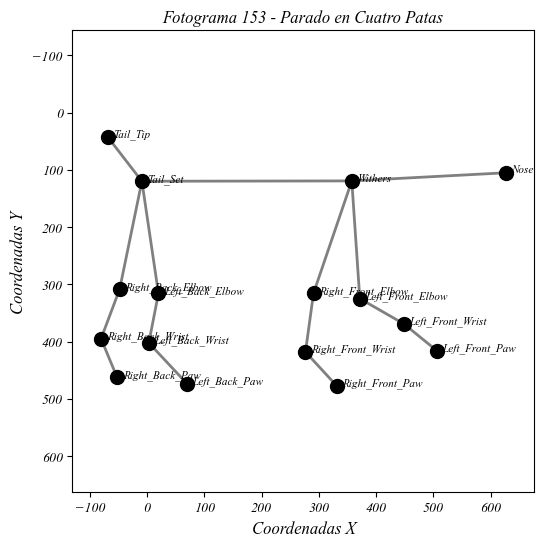 Fotograma 153 - Parado en Cuatro Patas
Coordenadas Y
−100
0
100
200
300
400
500
600
Tail_Tip
Nose
Tail_Set
Withers
Right_Back_Elbow
Left_Back_Elbow
Right_Front_Elbow
Left_Front_Elbow
Left_Front_Wrist
Right_Back_Wrist
Left_Back_Wrist
Right_Front_Wrist
Left_Front_Paw
Right_Back_Paw
Left_Back_Paw
Right_Front_Paw
−100 0 100 200 300 400 500 600
Coordenadas X